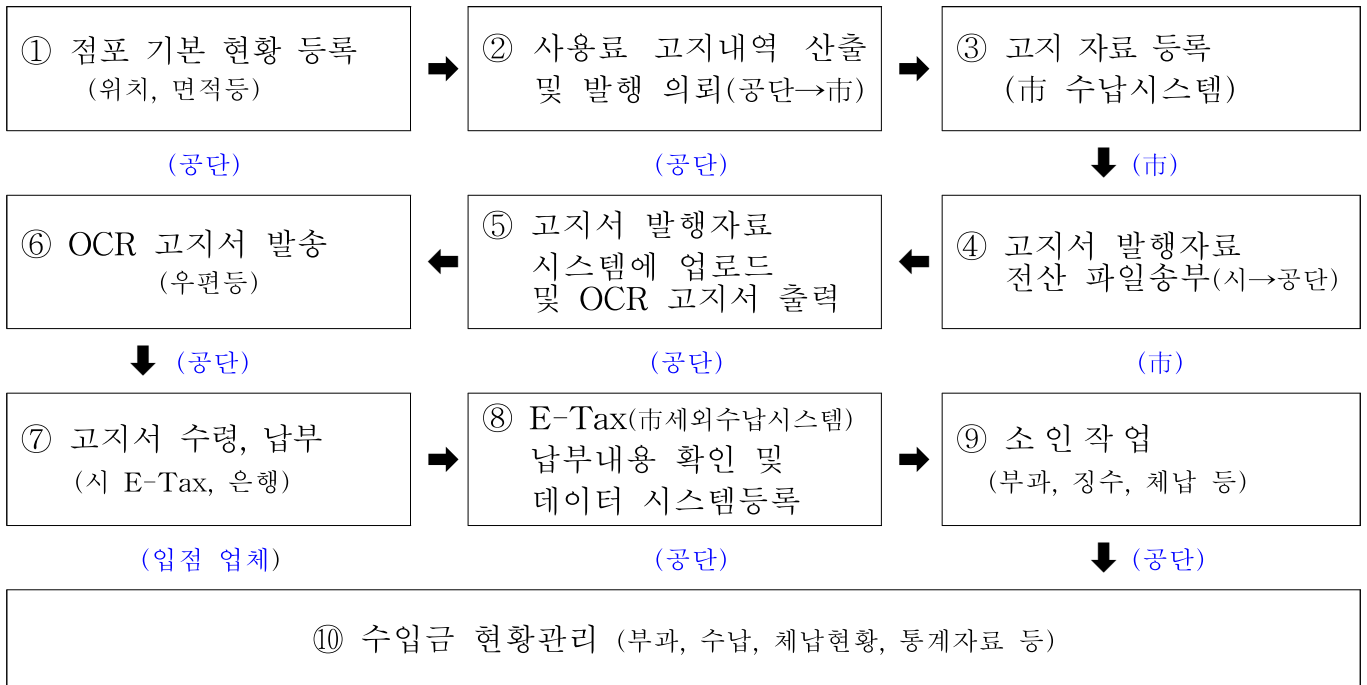 ① 점포 기본 현황 등록
(위치, 면적등)
(공단)
② 사용료 고지내역 산출
및 발행 의뢰(공단→市)
(공단)
③ 고지 자료 등록
(市 수납시스템)
(市)
④ 고지서 발행자료
전산 파일송부(시→공단)
(市)
⑤ 고지서 발행자료
시스템에 업로드
및 OCR 고지서 출력
(공단)
⑥ OCR 고지서 발송
(우편등)
(공단)
⑦ 고지서 수령, 납부
(시 E-Tax, 은행)
(입점 업체)
⑧ E-Tax(市세외수납시스템)
납부내용 확인 및
데이터 시스템등록
(공단)
⑨ 소 인 작 업
(부과, 징수, 체납 등)
(공단)
⑩ 수입금 현황관리 (부과, 수납, 체납현황, 통계자료 등)